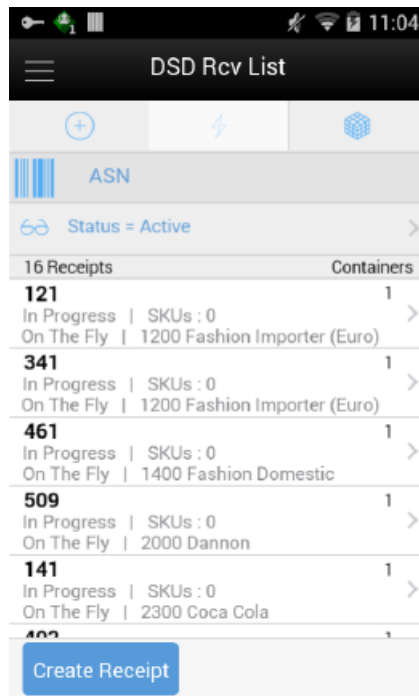 1 11:04
DSD Rcv List
ASN
Status = Active
16 Receipts Containers
121 1
In Progress | SKUs : 0
On The Fly | 1200 Fashion Importer (Euro)
341 1
In Progress | SKUs : 0
On The Fly | 1200 Fashion Importer (Euro)
461 1
In Progress | SKUs : 0
On The Fly | 1400 Fashion Domestic
509 1
In Progress | SKUs : 0
On The Fly | 2000 Dannon
141 1
In Progress | SKUs : 0
On The Fly | 2300 Coca Cola
Create Receipt